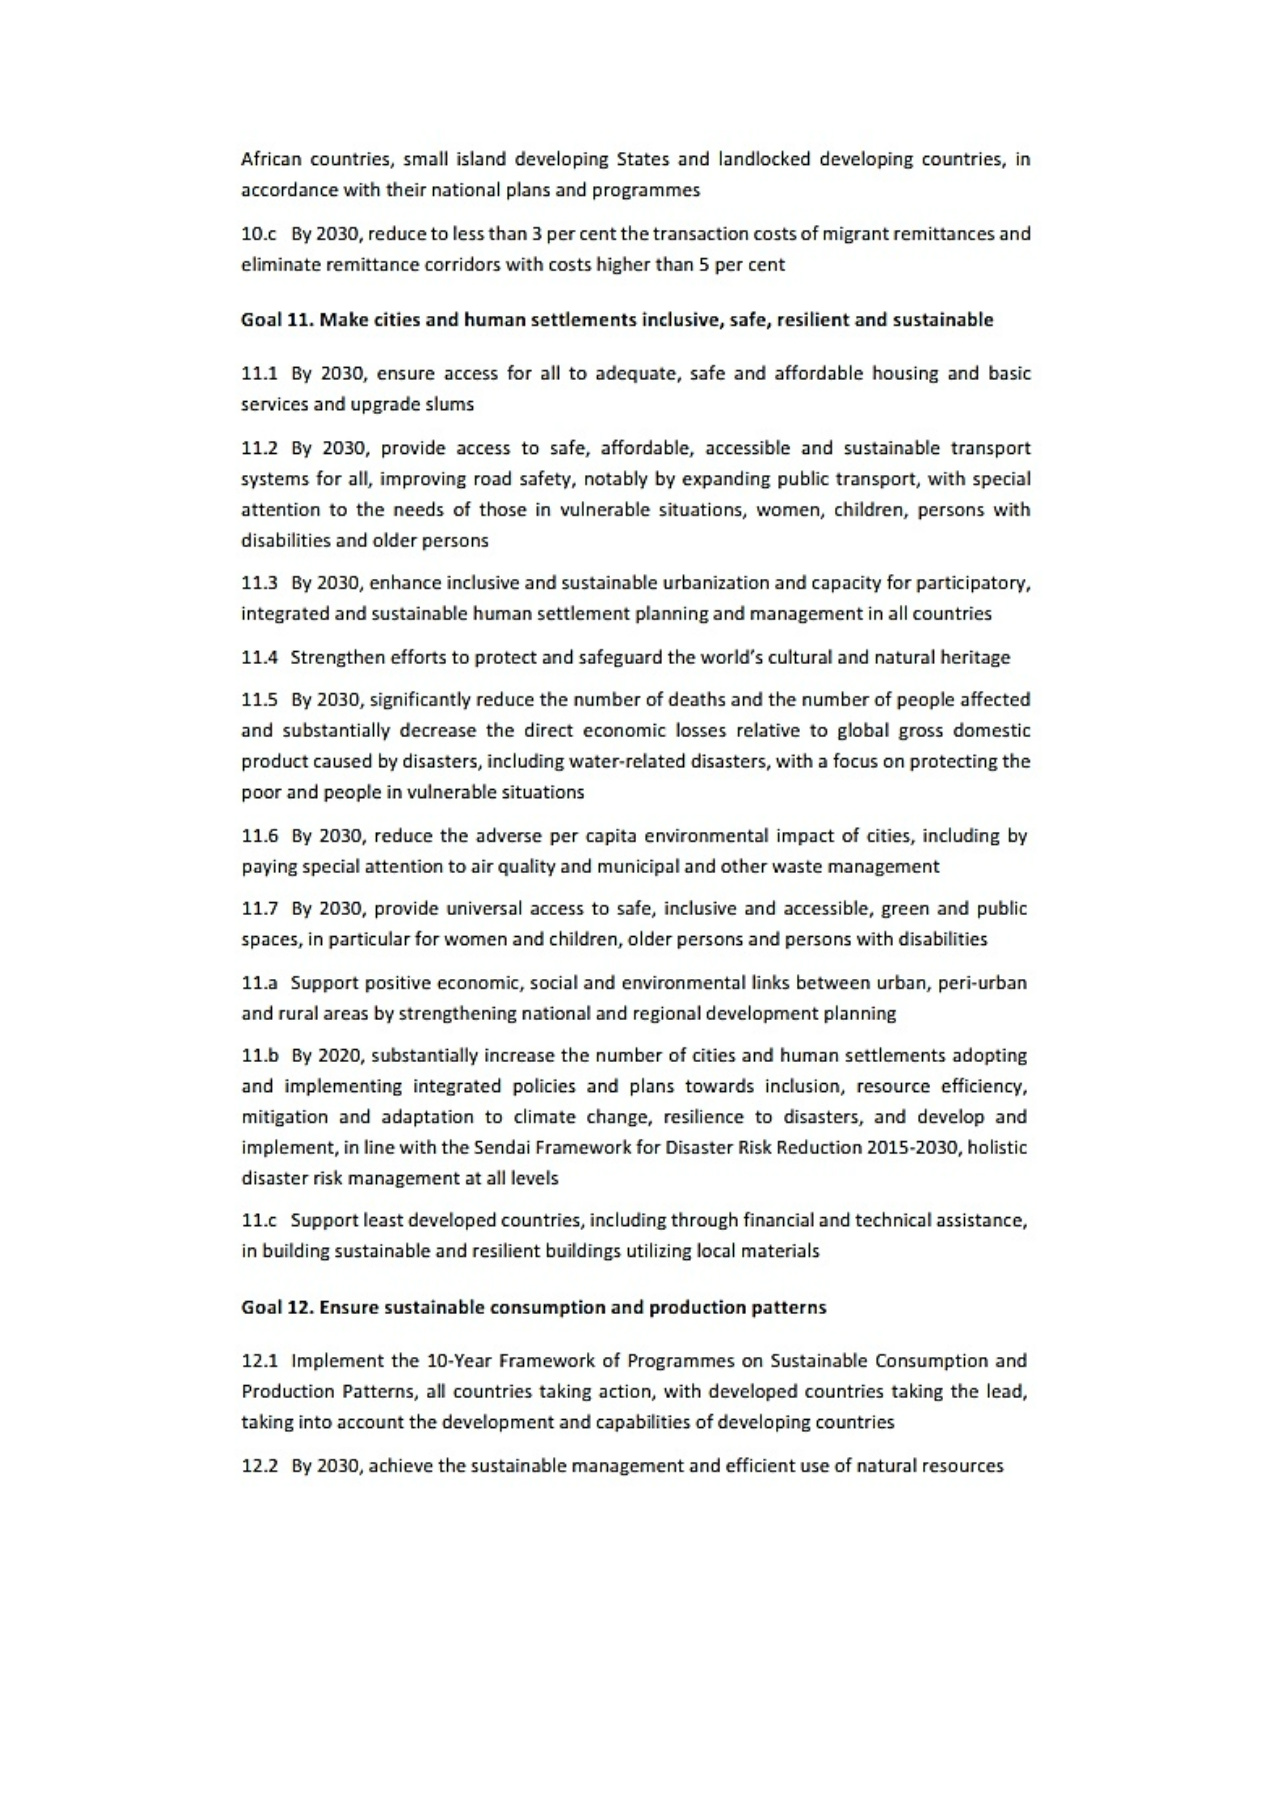 African countries, small island developing States and landlocked developing countries, in
accordance with their national plans and programmes
10.c By 2030, reduce to less than 3 per cent the transaction costs of migrant remittances and
eliminate remittance corridors with costs higher than 5 per cent
Goal 11. Make cities and human settlements inclusive, safe, resilient and sustainable
11.1 By 2030, ensure access for all to adequate, safe and affordable housing and basic
services and upgrade slums
11.2 By 2030, provide access to safe, affordable, accessible and sustainable transport
systems for all, improving road safety, notably by expanding public transport, with special
attention to the needs of those in vulnerable situations, women, children, persons with
disabilities and older persons
11.3 By 2030, enhance inclusive and sustainable urbanization and capacity for participatory,
integrated and sustainable human settlement planning and management in all countries
11.4 Strengthen efforts to protect and safeguard the world’s cultural and natural heritage
11.5 By 2030, significantly reduce the number of deaths and the number of people affected
and substantially decrease the direct economic losses relative to global gross domestic
product caused by disasters, including water-related disasters, with a focus on protecting the
poor and people in vulnerable situations
11.6 By 2030, reduce the adverse per capita environmental impact of cities, including by
paying special attention to air quality and municipal and other waste management
11.7 By 2030, provide universal access to safe, inclusive and accessible, green and public
spaces, in particular for women and children, older persons and persons with disabilities
11.a Support positive economic, social and environmental links between urban, peri-urban
and rural areas by strengthening national and regional development planning
11.b By 2020, substantially increase the number of cities and human settlements adopting
and implementing integrated policies and plans towards inclusion, resource efficiency,
mitigation and adaptation to climate change, resilience to disasters, and develop and
implement, in line with the Sendai Framework for Disaster Risk Reduction 2015-2030, holistic
disaster risk management at all levels
11.c Support least developed countries, including through financial and technical assistance,
in building sustainable and resilient buildings utilizing local materials
Goal 12. Ensure sustainable consumption and production patterns
12.1 Implement the 10-Year Framework of Programmes on Sustainable Consumption and
Production Patterns, all countries taking action, with developed countries taking the lead,
taking into account the development and capabilities of developing countries
12.2 By 2030, achieve the sustainable management and efficient use of natural resources